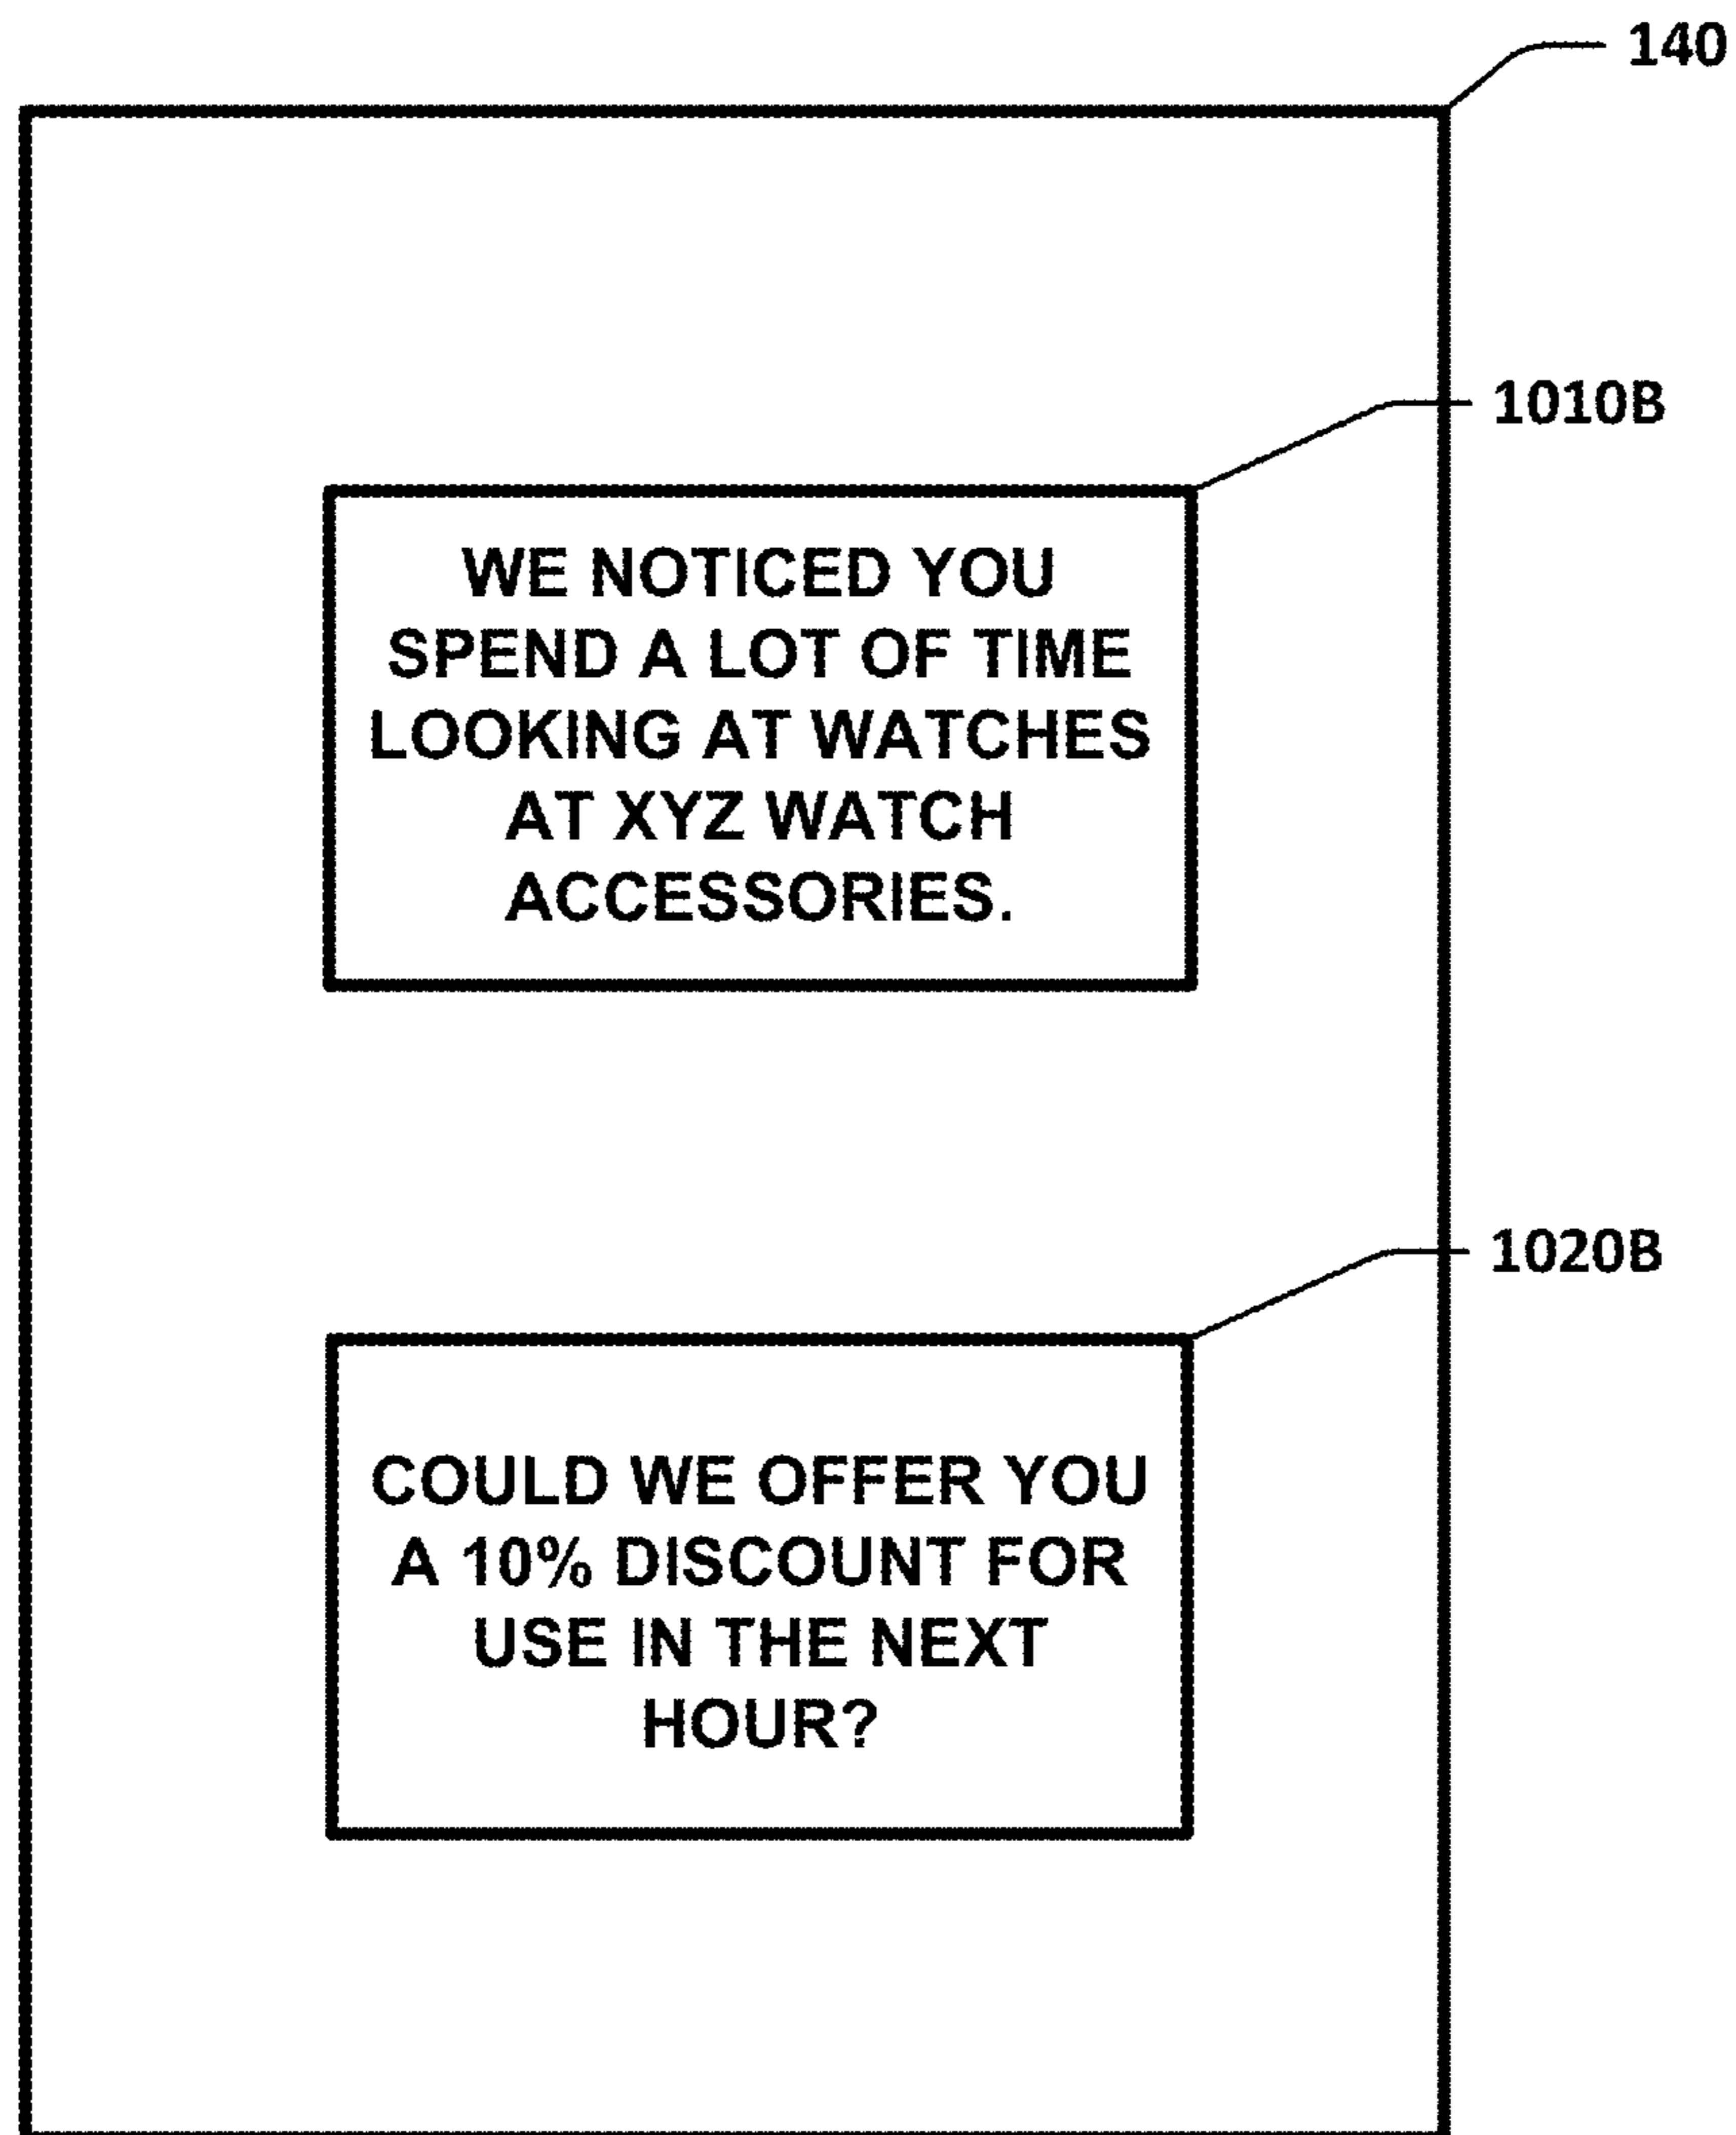 140
1010B
WE NOTICED YOU
SPEND A LOT OF TIME
LOOKING AT WATCHES
AT XYZ WATCH
ACCESSORIES.
1020B
COULD WE OFFER YOU
A 10% DISCOUNT FOR
USE IN THE NEXT
HOUR?